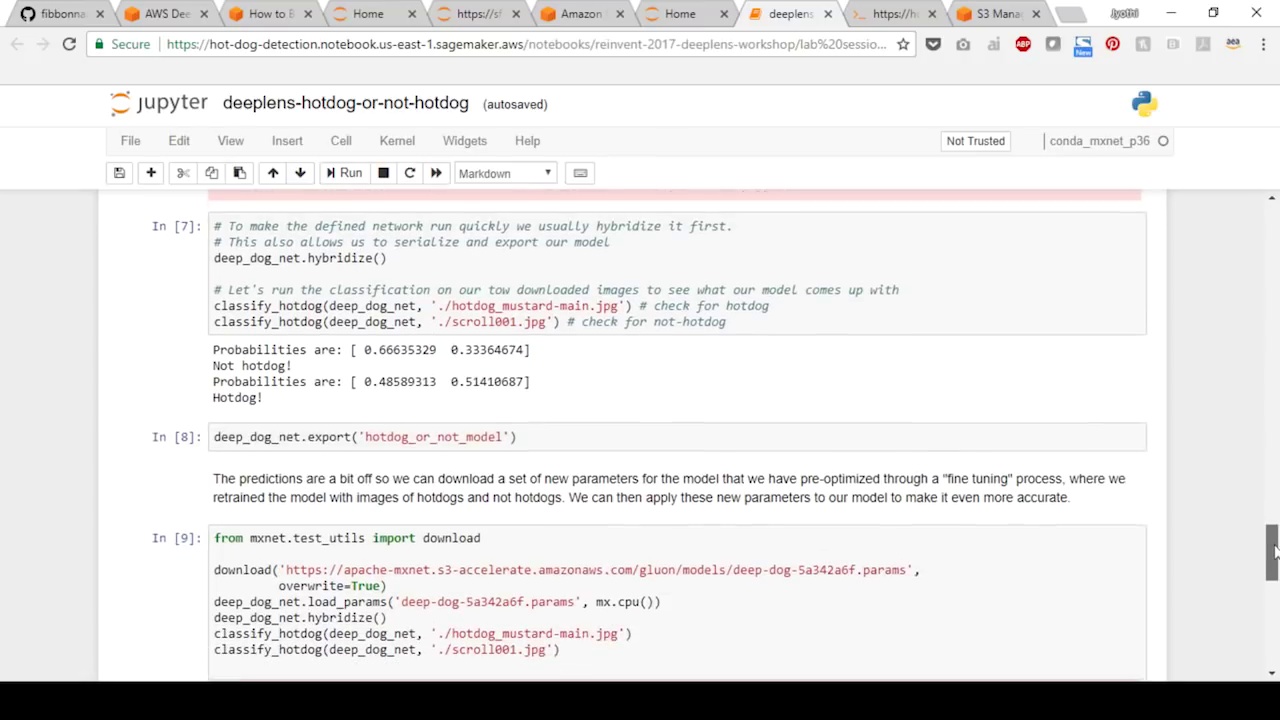 fibbonna
AWS Dee
How to B
Home
https://sf
Amazon
Home
deeplens
https://h
S3 Mana
Jyothi
Secure https://hot-dog-detection.notebook.us-east-1.sagemaker.aws/notebooks/reinvent-2017-deeplens-workshop/lab%20sessio...
ai
ABP
New
aea
jupyter deeplens-hotdog-or-not-hotdog (autosaved)
File Edit View Insert Cell Kernel Widgets Help Not Trusted conda_mxnet_p36
Run Markdown
In [7]: # To make the defined network run quickly we usually hybridize it first.
# This also allows us to serialize and export our model
deep_dog_net.hybridize()
# Let's run the classification on our tow downloaded images to see what our model comes up with
classify_hotdog(deep_dog_net, './hotdog_mustard-main.jpg') # check for hotdog
classify_hotdog(deep_dog_net, './scroll001.jpg') # check for not-hotdog
Probabilities are: [ 0.66635329 0.33364674]
Not hotdog!
Probabilities are: [ 0.48589313 0.51410687]
Hotdog!
In [8]: deep_dog_net.export('hotdog_or_not_model')
The predictions are a bit off so we can download a set of new parameters for the model that we have pre-optimized through a "fine tuning" process, where we
retrained the model with images of hotdogs and not hotdogs. We can then apply these new parameters to our model to make it even more accurate.
In [9]: from mxnet.test_utils import download
download('https://apache-mxnet.s3-accelerate.amazonaws.com/gluon/models/deep-dog-5a342a6f.params',
overwrite=True)
deep_dog_net.load_params('deep-dog-5a342a6f.params', mx.cpu())
deep_dog_net.hybridize()
classify_hotdog(deep_dog_net, './hotdog_mustard-main.jpg')
classify_hotdog(deep_dog_net, './scroll001.jpg')